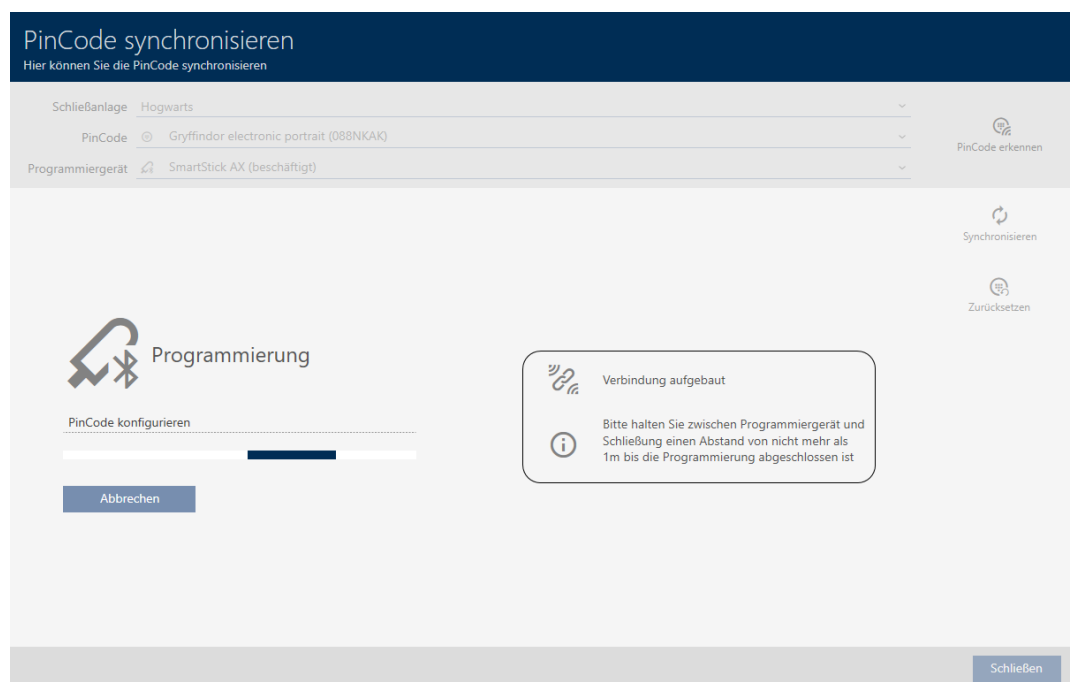 PinCode synchronisieren
Hier können Sie die PinCode synchronisieren
Schließanlage Hogwarts
PinCode Gryffindor electronic portrait (088NKAK)
Programmiergerät SmartStick AX (beschäftigt)
PinCode erkennen
Synchronisieren
Zurücksetzen
Programmierung
PinCode konfigurieren
Abbrechen
Verbindung aufgebaut
Bitte halten Sie zwischen Programmiergerät und
Schließung einen Abstand von nicht mehr als
1m bis die Programmierung abgeschlossen ist
Schließen